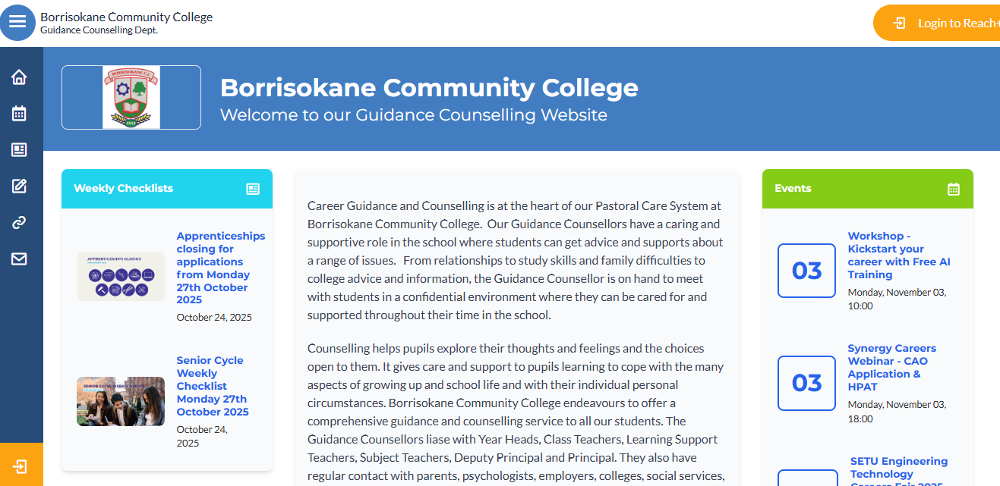 Borrisokane Community College
Guidance Counselling Dept.
Login to Reach+
BORRISOKANE C.C.
1962
Borrisokane Community College
Welcome to our Guidance Counselling Website
Weekly Checklists
APPRENTICESHIPS CLOSING
Apprenticeships
closing for
applications
from Monday
27th October
2025
October 24, 2025
SENIOR CYCLE WEEKLY
Senior Cycle
Weekly
Checklist
Monday 27th
October 2025
October 24,
2025
Career Guidance and Counselling is at the heart of our Pastoral Care System at
Borrisokane Community College.  Our Guidance Counsellors have a caring and
supportive role in the school where students can get advice and supports about
a range of issues.  From relationships to study skills and family difficulties to
college advice and information, the Guidance Counsellor is on hand to meet
with students in a confidential environment where they can be cared for and
supported throughout their time in the school.
Counselling helps pupils explore their thoughts and feelings and the choices
open to them. It gives care and support to pupils learning to cope with the many
aspects of growing up and school life and with their individual personal
circumstances. Borrisokane Community College endeavours to offer a
comprehensive guidance and counselling service to all our students. The
Guidance Counsellors liase with Year Heads, Class Teachers, Learning Support
Teachers, Subject Teachers, Deputy Principal and Principal. They also have
regular contact with parents, psychologists, employers, colleges, social services,
Events
03
Workshop -
Kickstart your
career with Free AI
Training
Monday, November 03,
10:00
03
Synergy Careers
Webinar - CAO
Application &
HPAT
Monday, November 03,
18:00
SETU Engineering
Technology
Careers Fair 2025